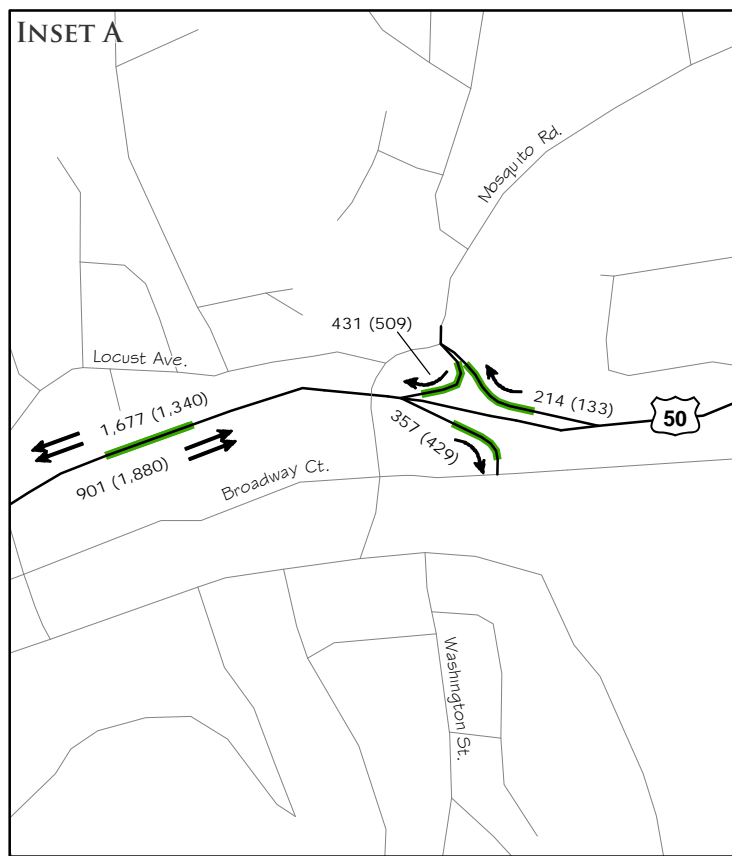 INSET A
Mosquito Rd.
431 (509)
Locust Ave.
214 (133)
1,677 (1,340)
50
357 (429)
901 (1,880)
Broadway Ct.
Washington St.